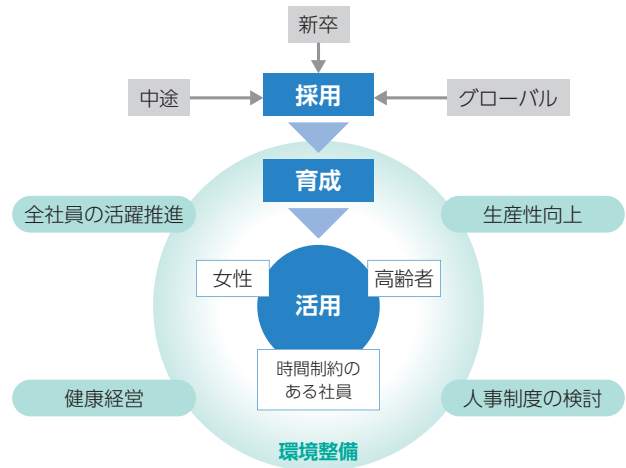 新卒
中途
採用
グローバル
育成
全社員の活躍推進
生産性向上
女性
高齢者
活用
時間制約の
ある社員
健康経営
人事制度の検討
環境整備